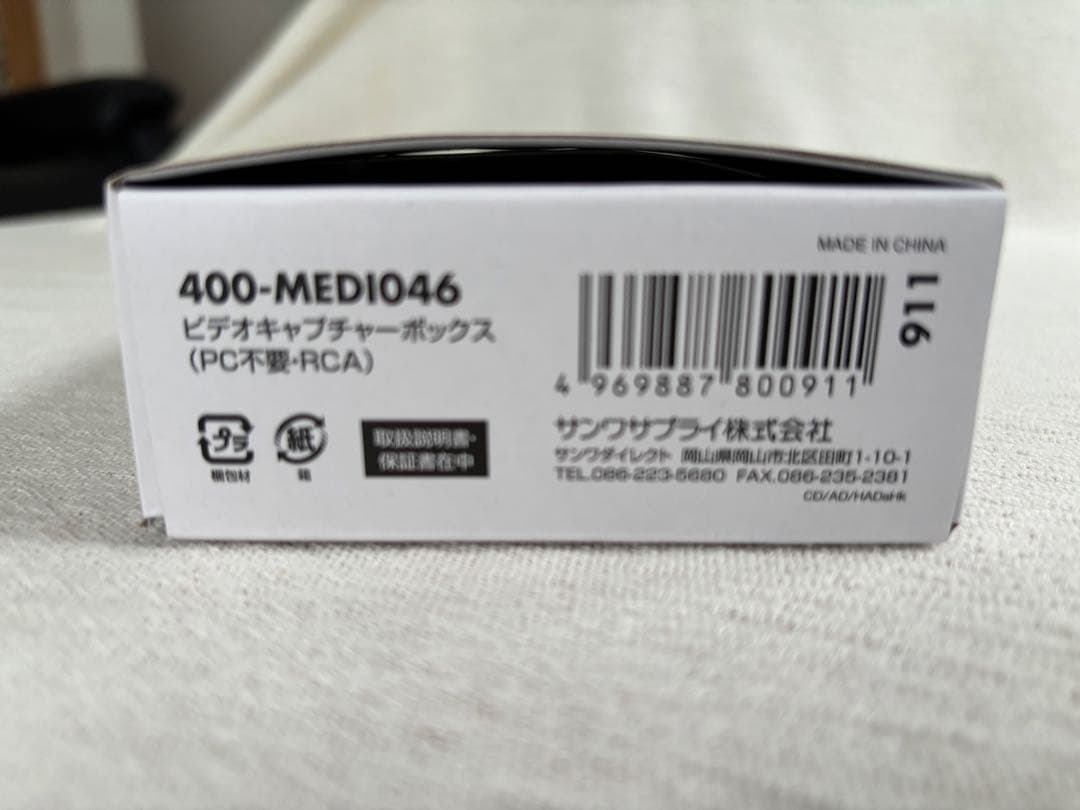 MADE IN CHINA
400-MEDI046
ビデオキャプチャーボックス
(PC不要・RCA)
4 969887 800911
116
プラ
梱包材
紙
箱
取扱説明書・
保証書在中
サンワサプライ株式会社
サンワダイレクト 岡山県岡山市北区田町1-10-1
TEL.086-223-5680 FAX.086-235-2381
CD/AD/HADaHk